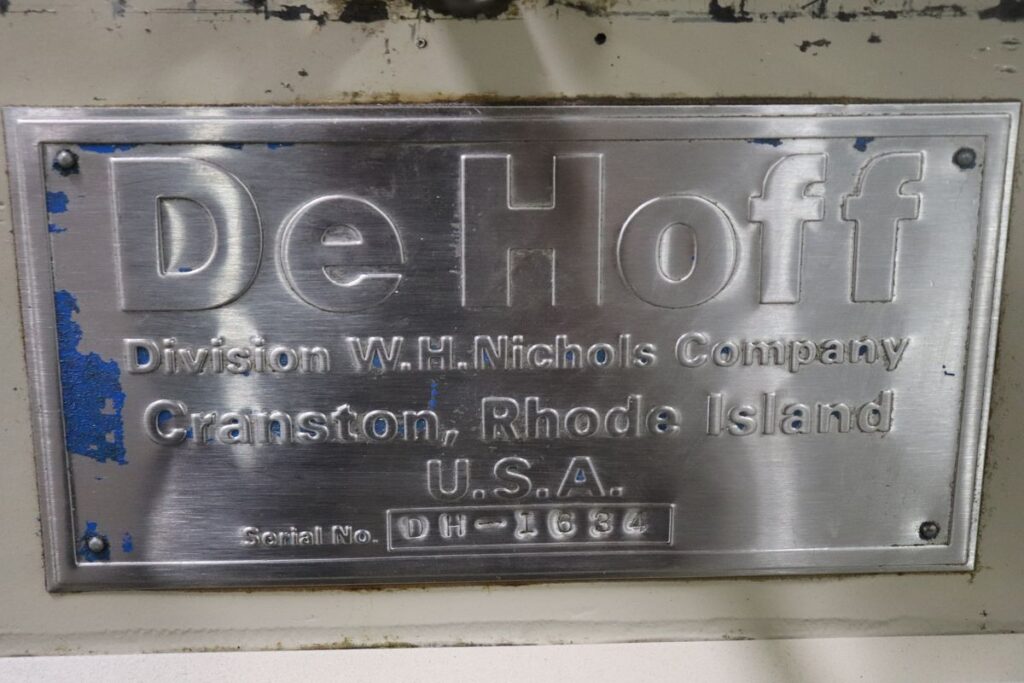 DeHoff
Division W.H.Nichols Company
Cranston, Rhode Island
U.S.A.
Serial No. DH-1634